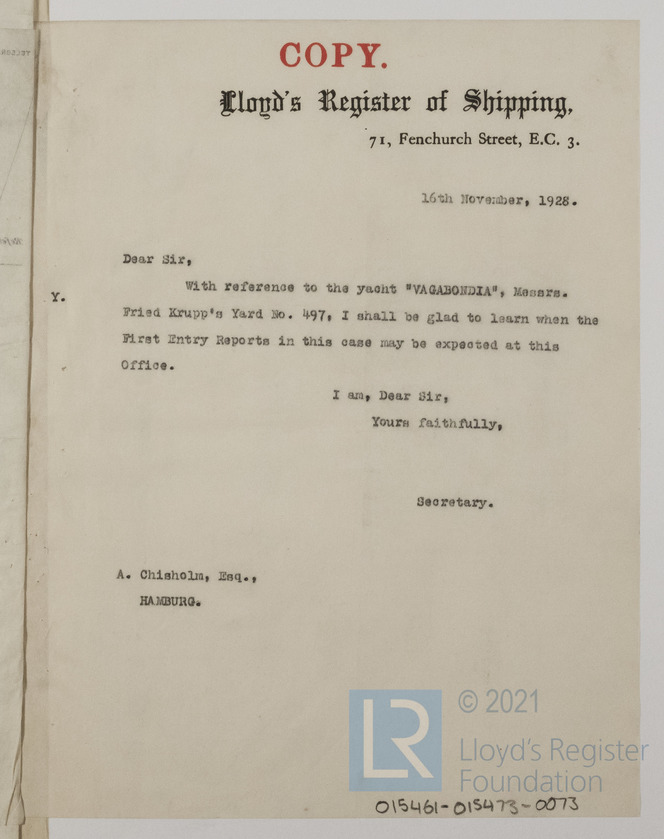 COPY.
Lloyd's Register of Shipping,
71, Fenchurch Street, E.C. 3.
16th November, 1928.
Dear Sir,
With reference to the yacht "VAGABONDIA", Messrs.
Y.
Fried Krupp's Yard No. 497, I shall be glad to learn when the
First Entry Reports in this case may be expected at this
Office.
I am, Dear Sir,
Yours faithfully,
Secretary.
A. Chisholm, Esq.,
HAMBURG.
LR
© 2021
Lloyd's Register
Foundation
015461-015473-0073